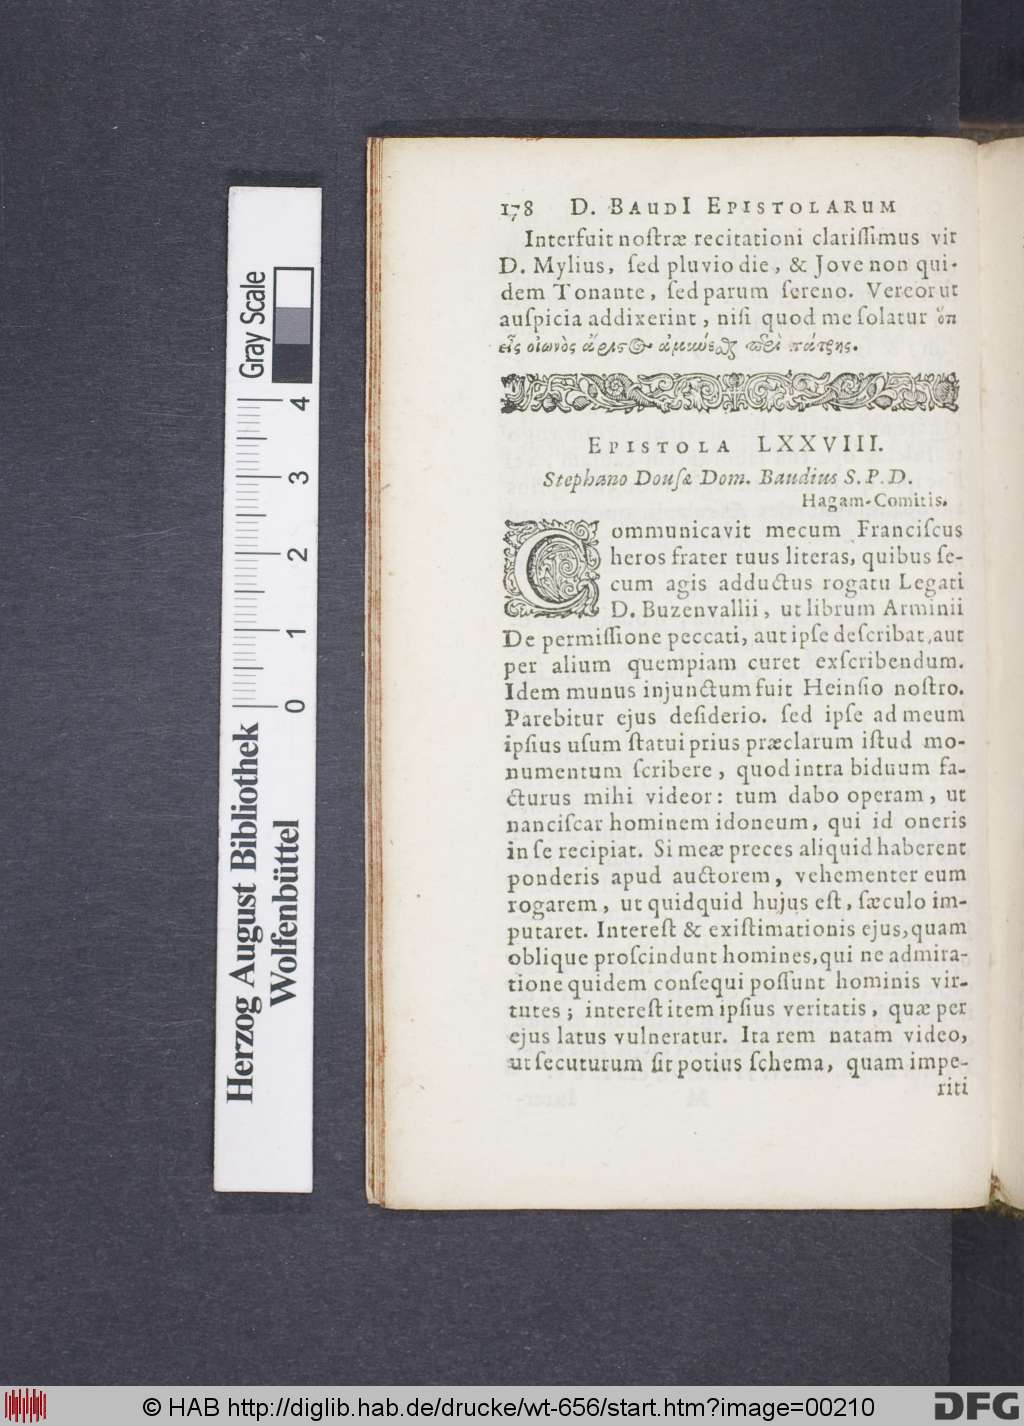 178 D. BaudI Epistolarum
Interfuit noſtræ recitationi clariſſimus vir
D. Mylius, ſed pluvio die, & Jove non qui-
dem Tonante, ſed parum ſereno. Vereor ut
auſpicia addixerint, niſi quod me ſolatur ὅτι
εἷς οἰωνὸς ἄριστος ἀμύνεσθαι περὶ πάτρης.
Epistola LXXVIII.
Stephano Douſæ Dom. Baudius S. P. D.
Hagam-Comitis.
Communicavit mecum Franciſcus
heros frater tuus literas, quibus ſe-
cum agis adductus rogatu Legati
D. Buzenvallii, ut librum Arminii
De permiſſione peccati, aut ipſe deſcribat, aut
per alium quempiam curet exſcribendum.
Idem munus injunctum fuit Heinſio noſtro.
Parebitur ejus deſiderio. ſed ipſe ad meum
ipſius uſum ſtatui prius præclarum iſtud mo-
numentum ſcribere, quod intra biduum fa-
cturus mihi videor: tum dabo operam, ut
nanciſcar hominem idoneum, qui id oneris
in ſe recipiat. Si meæ preces aliquid haberent
ponderis apud auctorem, vehementer eum
rogarem, ut quidquid hujus eſt, ſæculo im-
putaret. Intereſt & exiſtimationis ejus, quam
oblique proſcindunt homines, qui ne admira-
tione quidem conſequi poſſunt hominis vir-
tutes; intereſt item ipſius veritatis, quæ per
ejus latus vulneratur. Ita rem natam video,
ut ſecuturum ſit potius ſchema, quam impe-
riti
Herzog August Bibliothek
Wolfenbüttel
Gray Scale
0 1 2 3 4
© HAB http://diglib.hab.de/drucke/wt-656/start.htm?image=00210
DFG